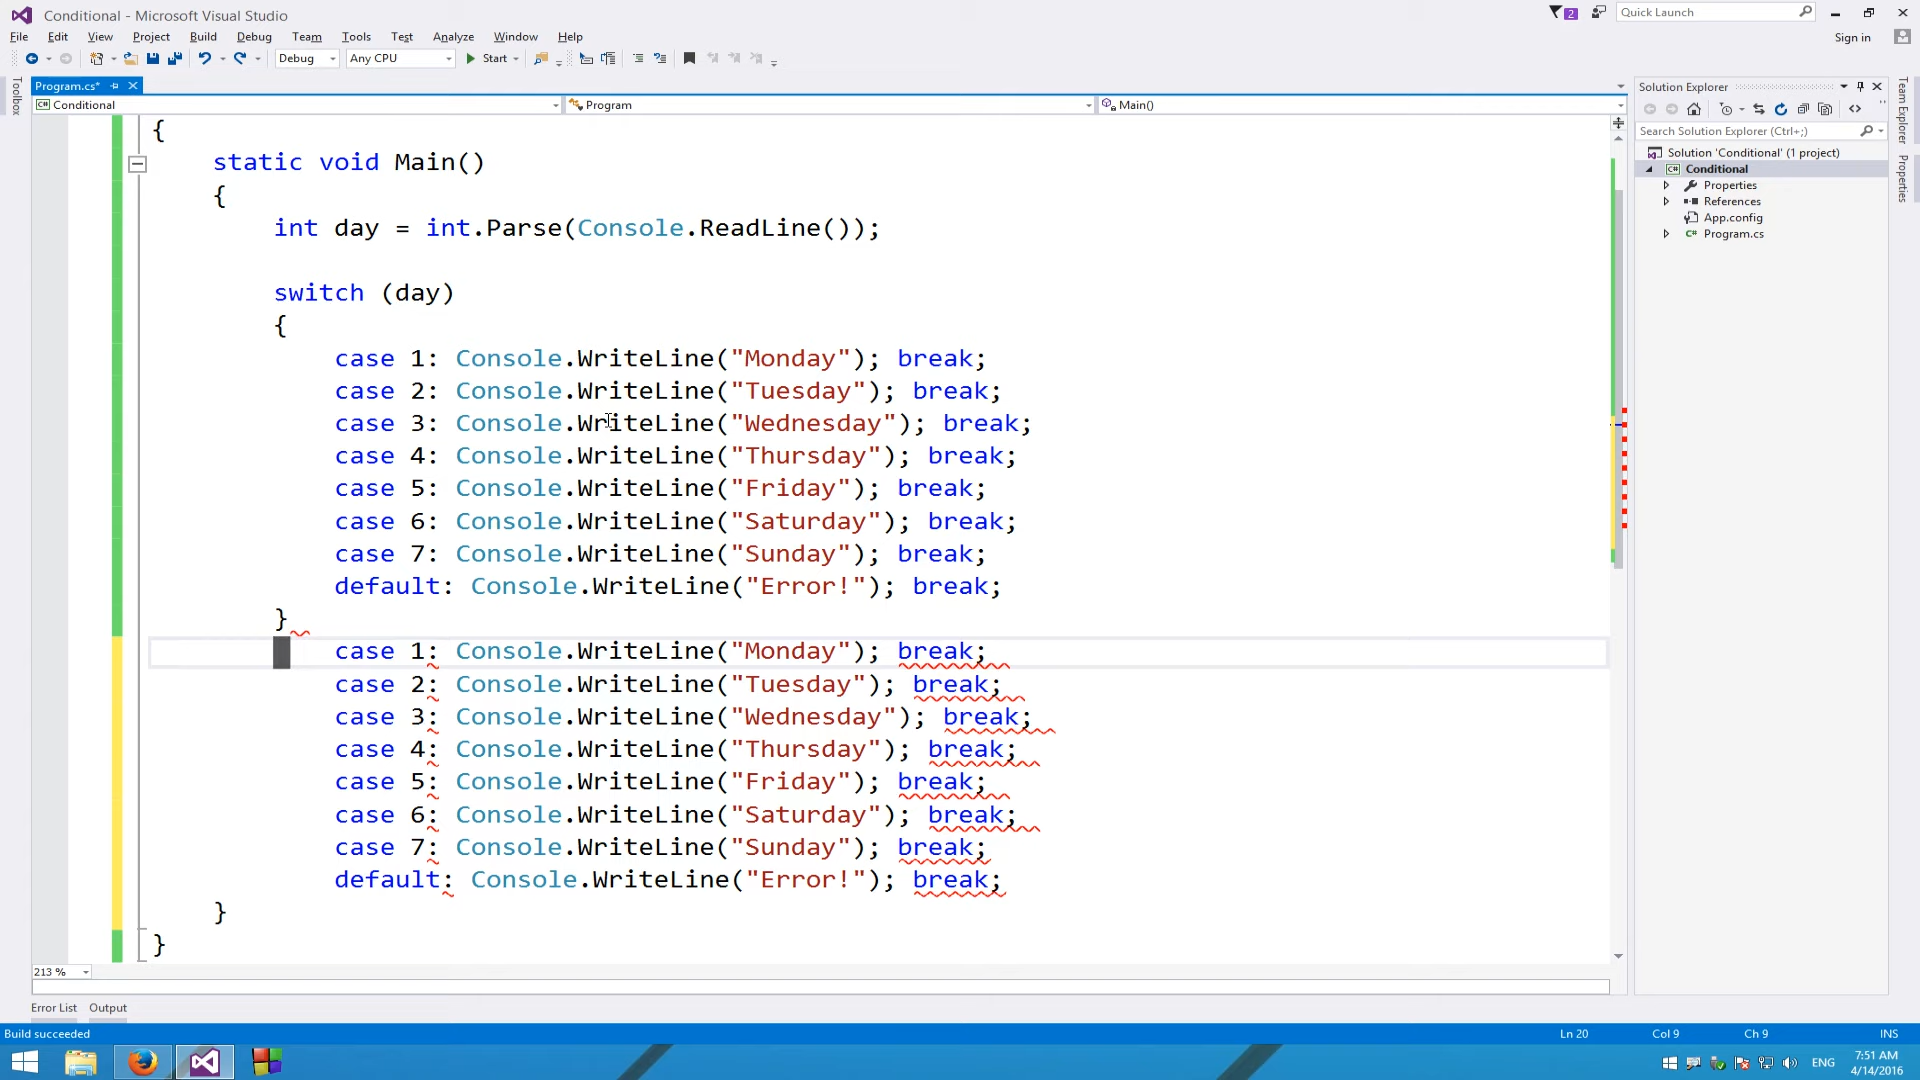 Conditional - Microsoft Visual Studio
2
Quick Launch
File Edit View Project Build Debug Team Tools Test Analyze Window Help
Sign in
Debug Any CPU Start
Program.cs*
Conditional Program Main()
Toolbox
{
static void Main()
{
int day = int.Parse(Console.ReadLine());
switch (day)
{
case 1: Console.WriteLine("Monday"); break;
case 2: Console.WriteLine("Tuesday"); break;
case 3: Console.WriteLine("Wednesday"); break;
case 4: Console.WriteLine("Thursday"); break;
case 5: Console.WriteLine("Friday"); break;
case 6: Console.WriteLine("Saturday"); break;
case 7: Console.WriteLine("Sunday"); break;
default: Console.WriteLine("Error!"); break;
}
case 1: Console.WriteLine("Monday"); break;
case 2: Console.WriteLine("Tuesday"); break;
case 3: Console.WriteLine("Wednesday"); break;
case 4: Console.WriteLine("Thursday"); break;
case 5: Console.WriteLine("Friday"); break;
case 6: Console.WriteLine("Saturday"); break;
case 7: Console.WriteLine("Sunday"); break;
default: Console.WriteLine("Error!"); break;
}
}
213 %
Solution Explorer
Search Solution Explorer (Ctrl+;)
Solution 'Conditional' (1 project)
C# Conditional
Properties
References
App.config
C# Program.cs
Team Explorer
Properties
Error List Output
Build succeeded Ln 20 Col 9 Ch 9 INS
ENG
7:51 AM
4/14/2016